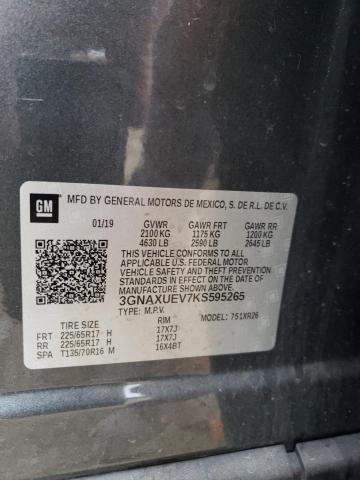 GM
MFD BY GENERAL MOTORS DE MEXICO, S. DE R.L. DE C.V.
01/19 GVWR GAWR FRT GAWR RR
2100 KG 1175 KG 1200 KG
4630 LB 2590 LB 2645 LB
THIS VEHICLE CONFORMS TO ALL APPLICABLE U.S. FEDERAL MOTOR VEHICLE SAFETY AND THEFT PREVENTION STANDARDS IN EFFECT ON THE DATE OF MANUFACTURE SHOWN ABOVE.
3GNAXUEV7KS595265
TYPE: M.P.V. MODEL: 751XR26
TIRE SIZE RIM
FRT 225/65R17 H 17X7J
RR 225/65R17 H 17X7J
SPA T135/70R16 M 16X4BT